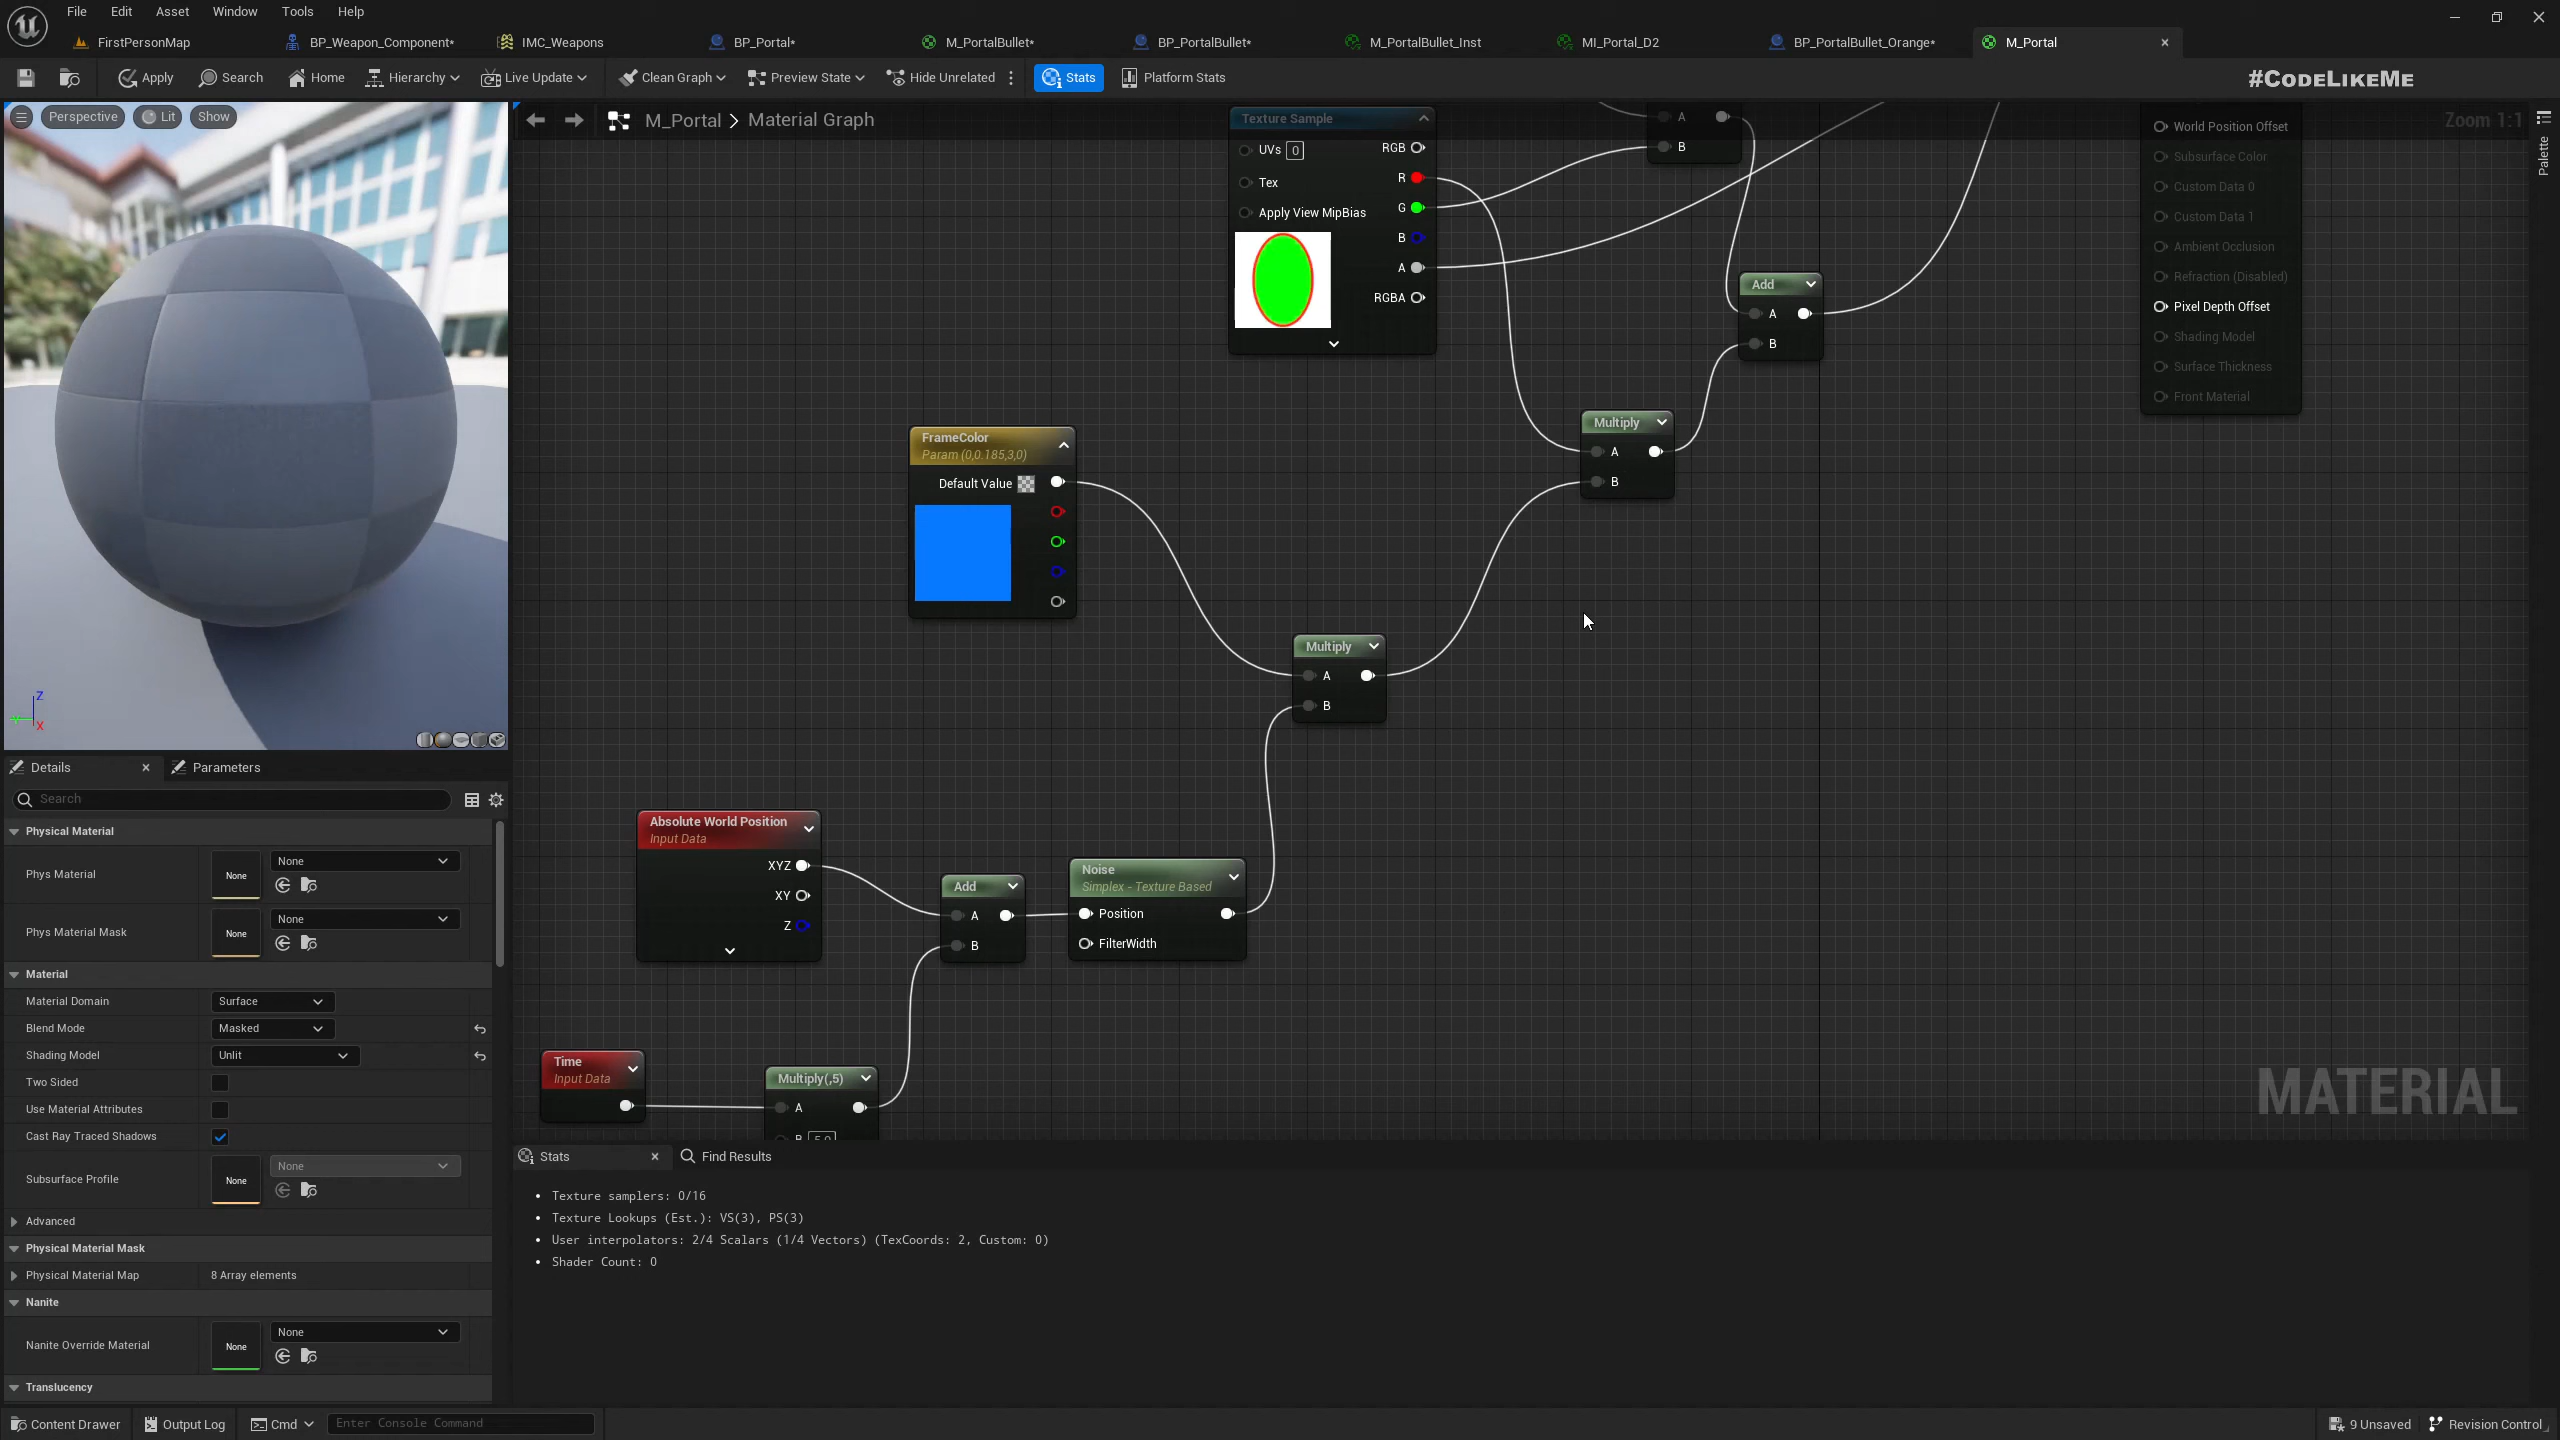 File Edit Asset Window Tools Help
FirstPersonMap BP_Weapon_Component* IMC_Weapons BP_Portal* M_PortalBullet* BP_PortalBullet* M_PortalBullet_Inst MI_Portal_D2 BP_PortalBullet_Orange* M_Portal
Apply Search Home Hierarchy Live Update Clean Graph Preview State Hide Unrelated Stats Platform Stats #CODELIKEME
Perspective Lit Show
M_Portal > Material Graph
Zoom 1:1
Palette
Texture Sample
UVs 0 RGB
R
Tex
Apply View MipBias G
B
A
RGBA
A
B
Add
A
B
Multiply
A
B
World Position Offset
Subsurface Color
Custom Data 0
Custom Data 1
Ambient Occlusion
Refraction (Disabled)
Pixel Depth Offset
Shading Model
Surface Thickness
Front Material
FrameColor
Param (0,0.185,3,0)
Default Value
Multiply
A
B
Absolute World Position
Input Data
XYZ
XY
Z
Add
A
B
Noise
Simplex - Texture Based
Position
FilterWidth
Time
Input Data
Multiply(,5)
A
B 5.0
MATERIAL
Z
Y
X
Details Parameters
Search
Physical Material
Phys Material None None
Phys Material Mask None None
Material
Material Domain Surface
Blend Mode Masked
Shading Model Unlit
Two Sided
Use Material Attributes
Cast Ray Traced Shadows
Subsurface Profile None None
Advanced
Physical Material Mask
Physical Material Map 8 Array elements
Nanite
Nanite Override Material None None
Translucency
Stats Find Results
Texture samplers: 0/16
Texture Lookups (Est.): VS(3), PS(3)
User interpolators: 2/4 Scalars (1/4 Vectors) (TexCoords: 2, Custom: 0)
Shader Count: 0
Content Drawer Output Log Cmd Enter Console Command 9 Unsaved Revision Control